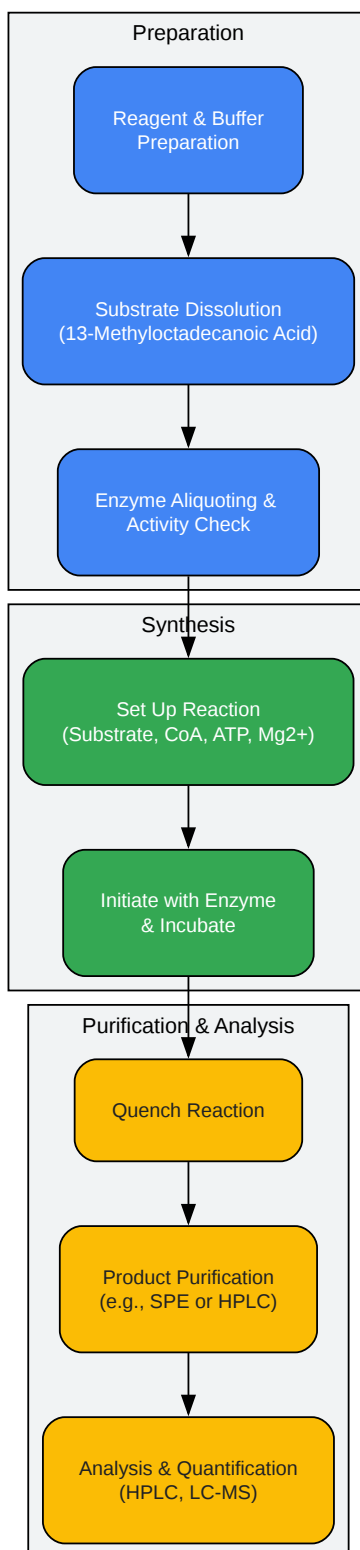 Preparation
Reagent & Buffer
Preparation
Substrate Dissolution
(13-Methyloctadecanoic Acid)
Enzyme Aliquoting &
Activity Check
Synthesis
Set Up Reaction
(Substrate, CoA, ATP, Mg2+)
Initiate with Enzyme
& Incubate
Purification & Analysis
Quench Reaction
Product Purification
(e.g., SPE or HPLC)
Analysis & Quantification
(HPLC, LC-MS)